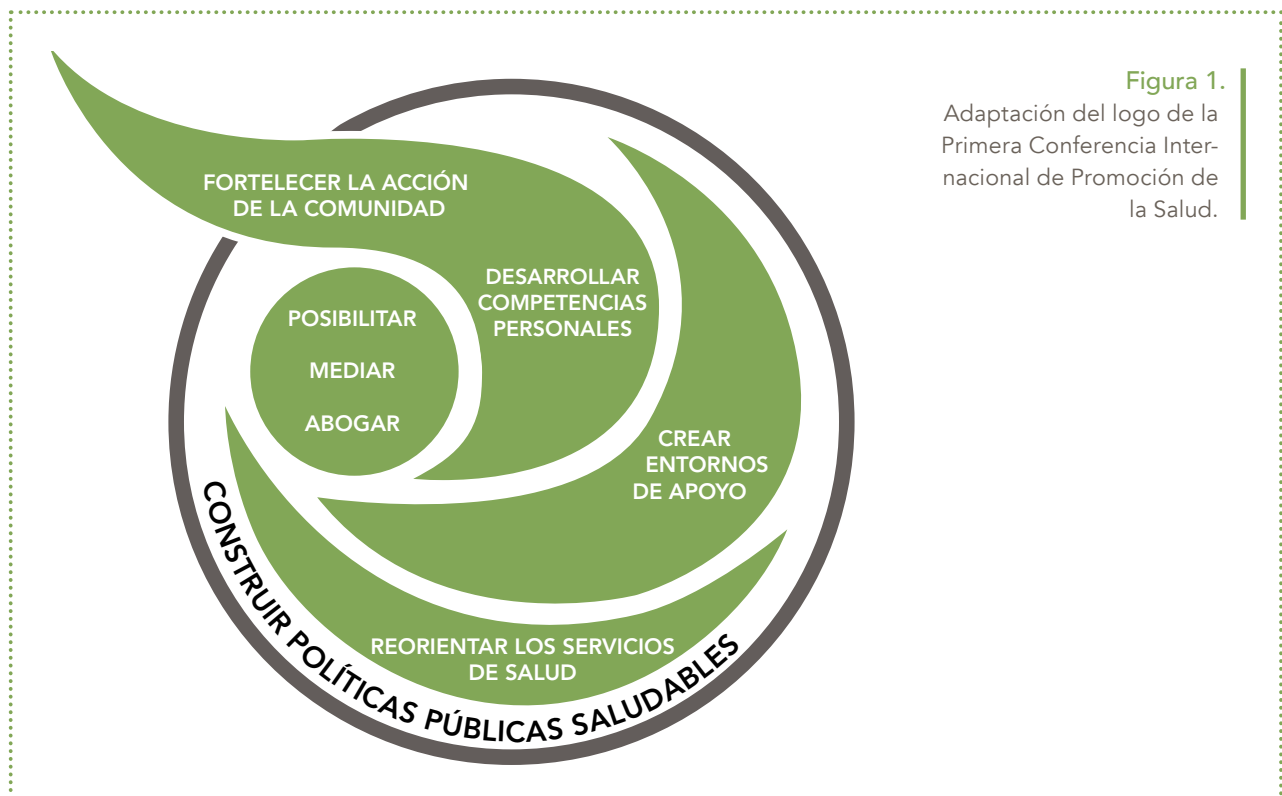 Figura 1.
Adaptación del logo de la
Primera Conferencia Inter-
nacional de Promoción de
la Salud.
FORTELECER LA ACCIÓN
DE LA COMUNIDAD
DESARROLLAR
COMPETENCIAS
PERSONALES
POSIBILITAR
MEDIAR
ABOGAR
CREAR
ENTORNOS
DE APOYO
REORIENTAR LOS SERVICIOS
DE SALUD
CONSTRUIR POLÍTICAS PÚBLICAS SALUDABLES